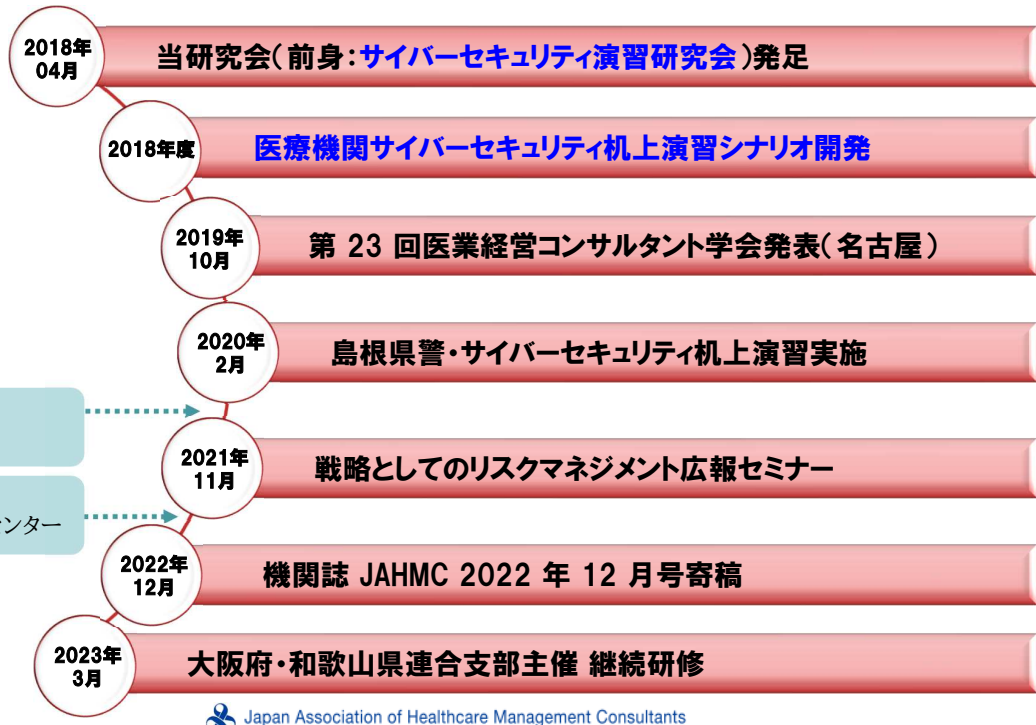 2018年
04月
当研究会(前身:サイバーセキュリティ演習研究会)発足
2018年度
医療機関サイバーセキュリティ机上演習シナリオ開発
2019年
10月
第 23 回医業経営コンサルタント学会発表(名古屋)
2020年
2月
島根県警・サイバーセキュリティ机上演習実施
2021年
11月
戦略としてのリスクマネジメント広報セミナー
ンター
2022年
12月
機関誌 JAHMC 2022 年 12 月号寄稿
2023年
3月
大阪府・和歌山県連合支部主催 継続研修
Japan Association of Healthcare Management Consultants